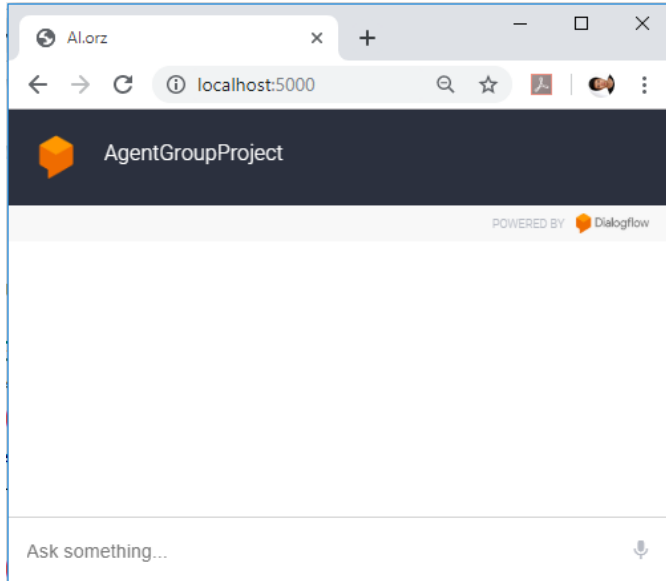 AI.orz
localhost:5000
AgentGroupProject
POWERED BY Dialogflow
Ask something...